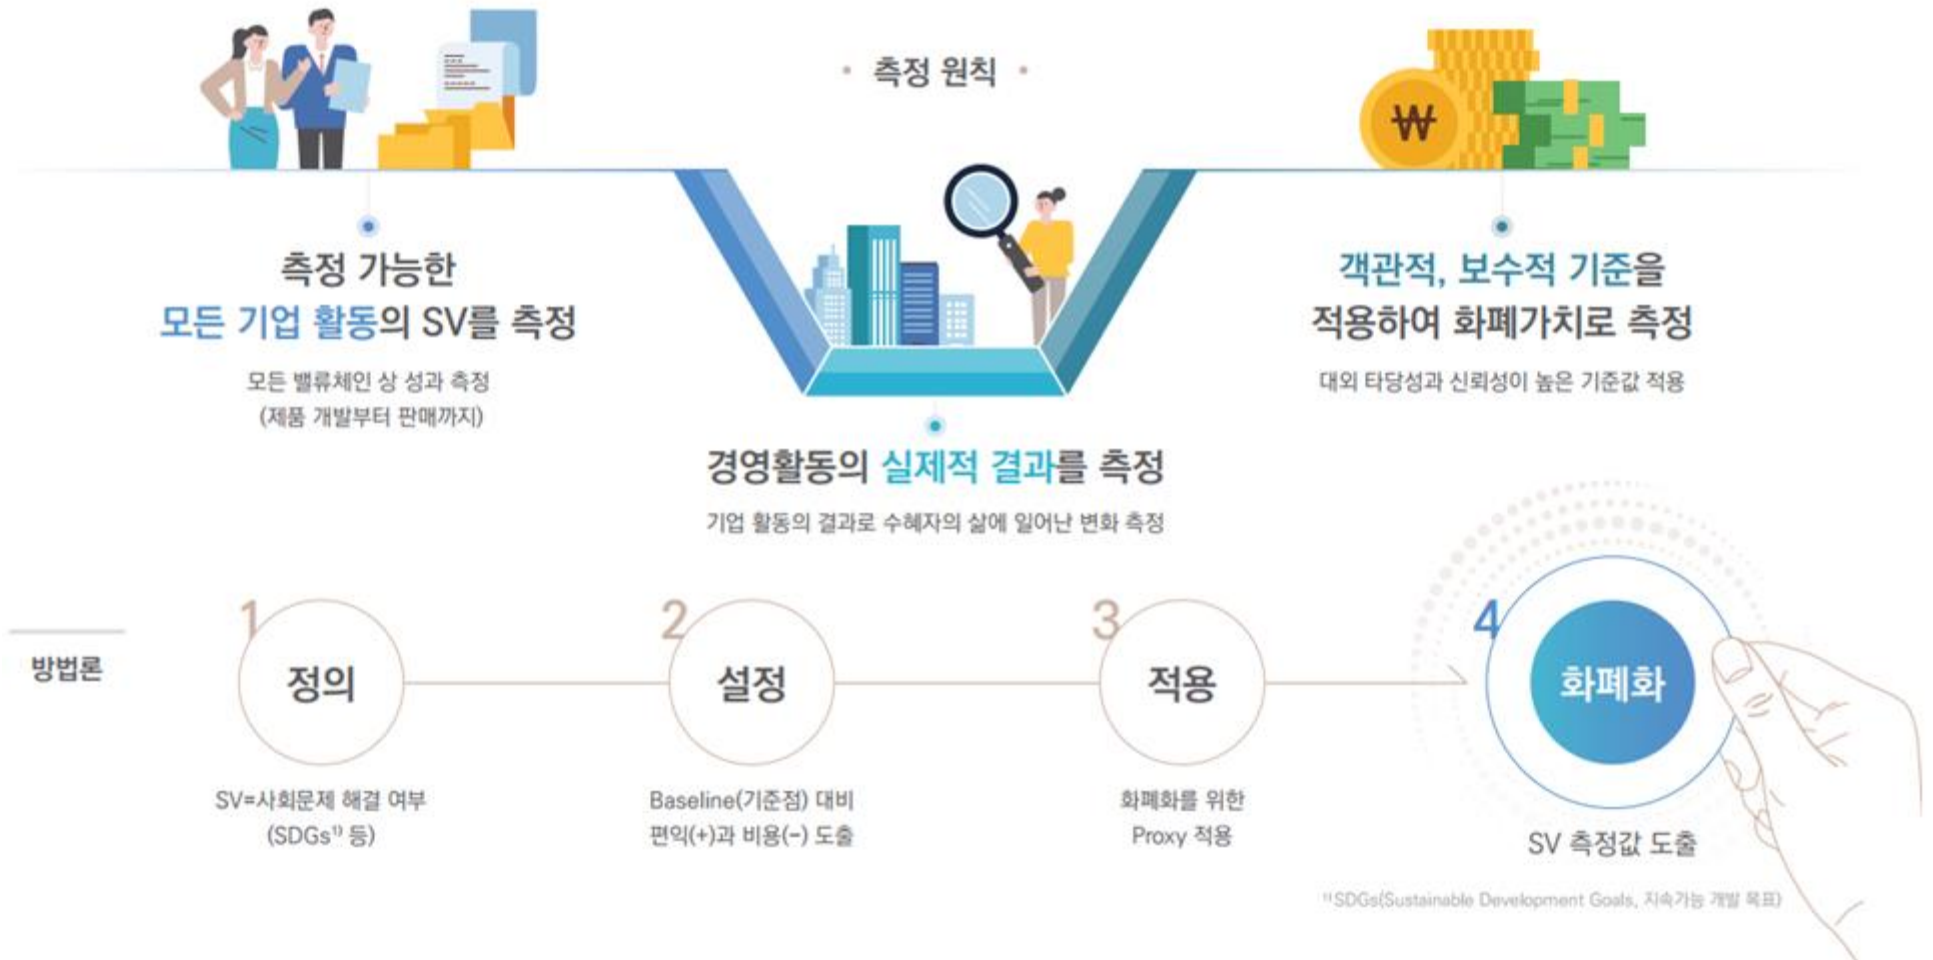 측정 원칙
₩
측정 가능한
모든 기업 활동의 SV를 측정
모든 밸류체인 상 성과 측정
(제품 개발부터 판매까지)
경영활동의 실제적 결과를 측정
기업 활동의 결과로 수혜자의 삶에 일어난 변화 측정
객관적, 보수적 기준을
적용하여 화폐가치로 측정
대외 타당성과 신뢰성이 높은 기준값 적용
방법론
1
정의
SV=사회문제 해결 여부
(SDGs¹⁾ 등)
2
설정
Baseline(기준점) 대비
편익(+)과 비용(-) 도출
3
적용
화폐화를 위한
Proxy 적용
4
화폐화
SV 측정값 도출
¹⁾SDGs(Sustainable Development Goals, 지속가능 개발 목표)